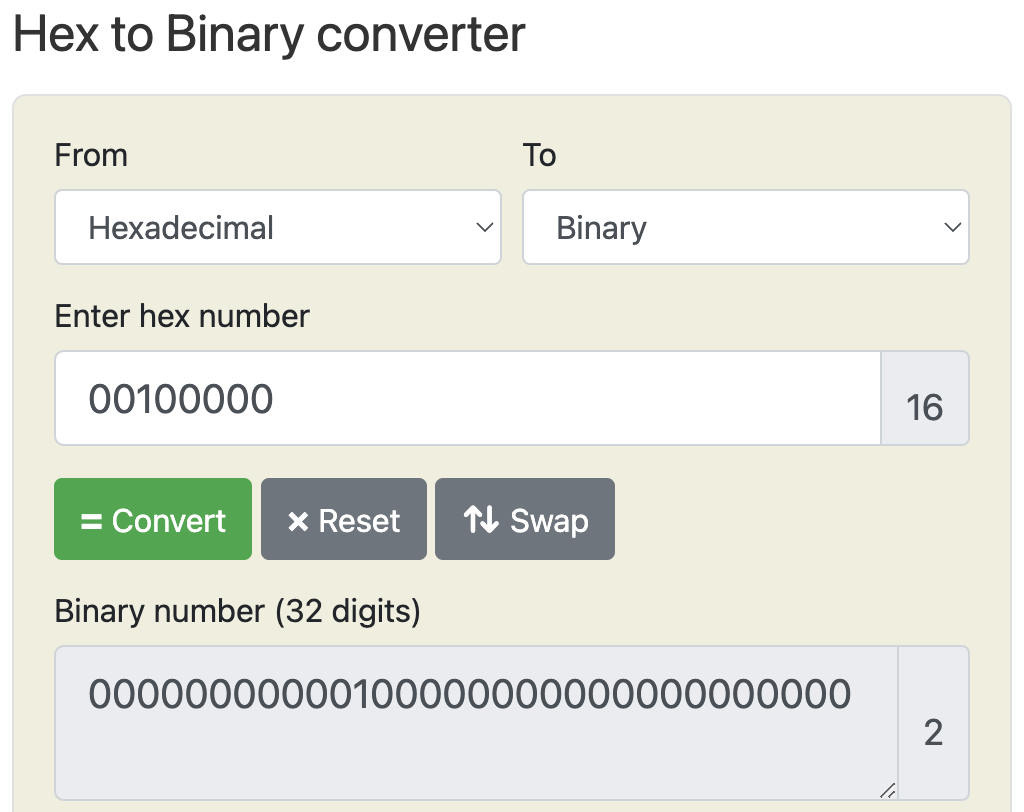 Hex to Binary converter
From To
Hexadecimal Binary
Enter hex number
00100000 16
= Convert × Reset Swap
Binary number (32 digits)
00000000000100000000000000000000
2